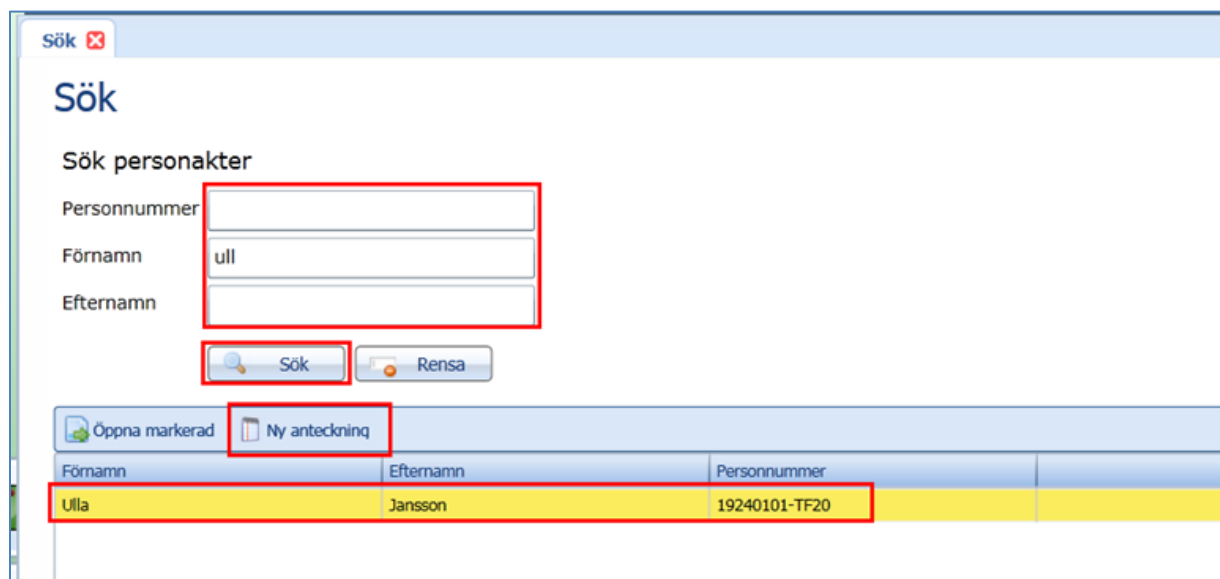 Sök
Sök
Sök personakter
Personnummer
Förnamn ull
Efternamn
Sök Rensa
Öppna markerad Ny anteckning
Förnamn Efternamn Personnummer
Ulla Jansson 19240101-TF20